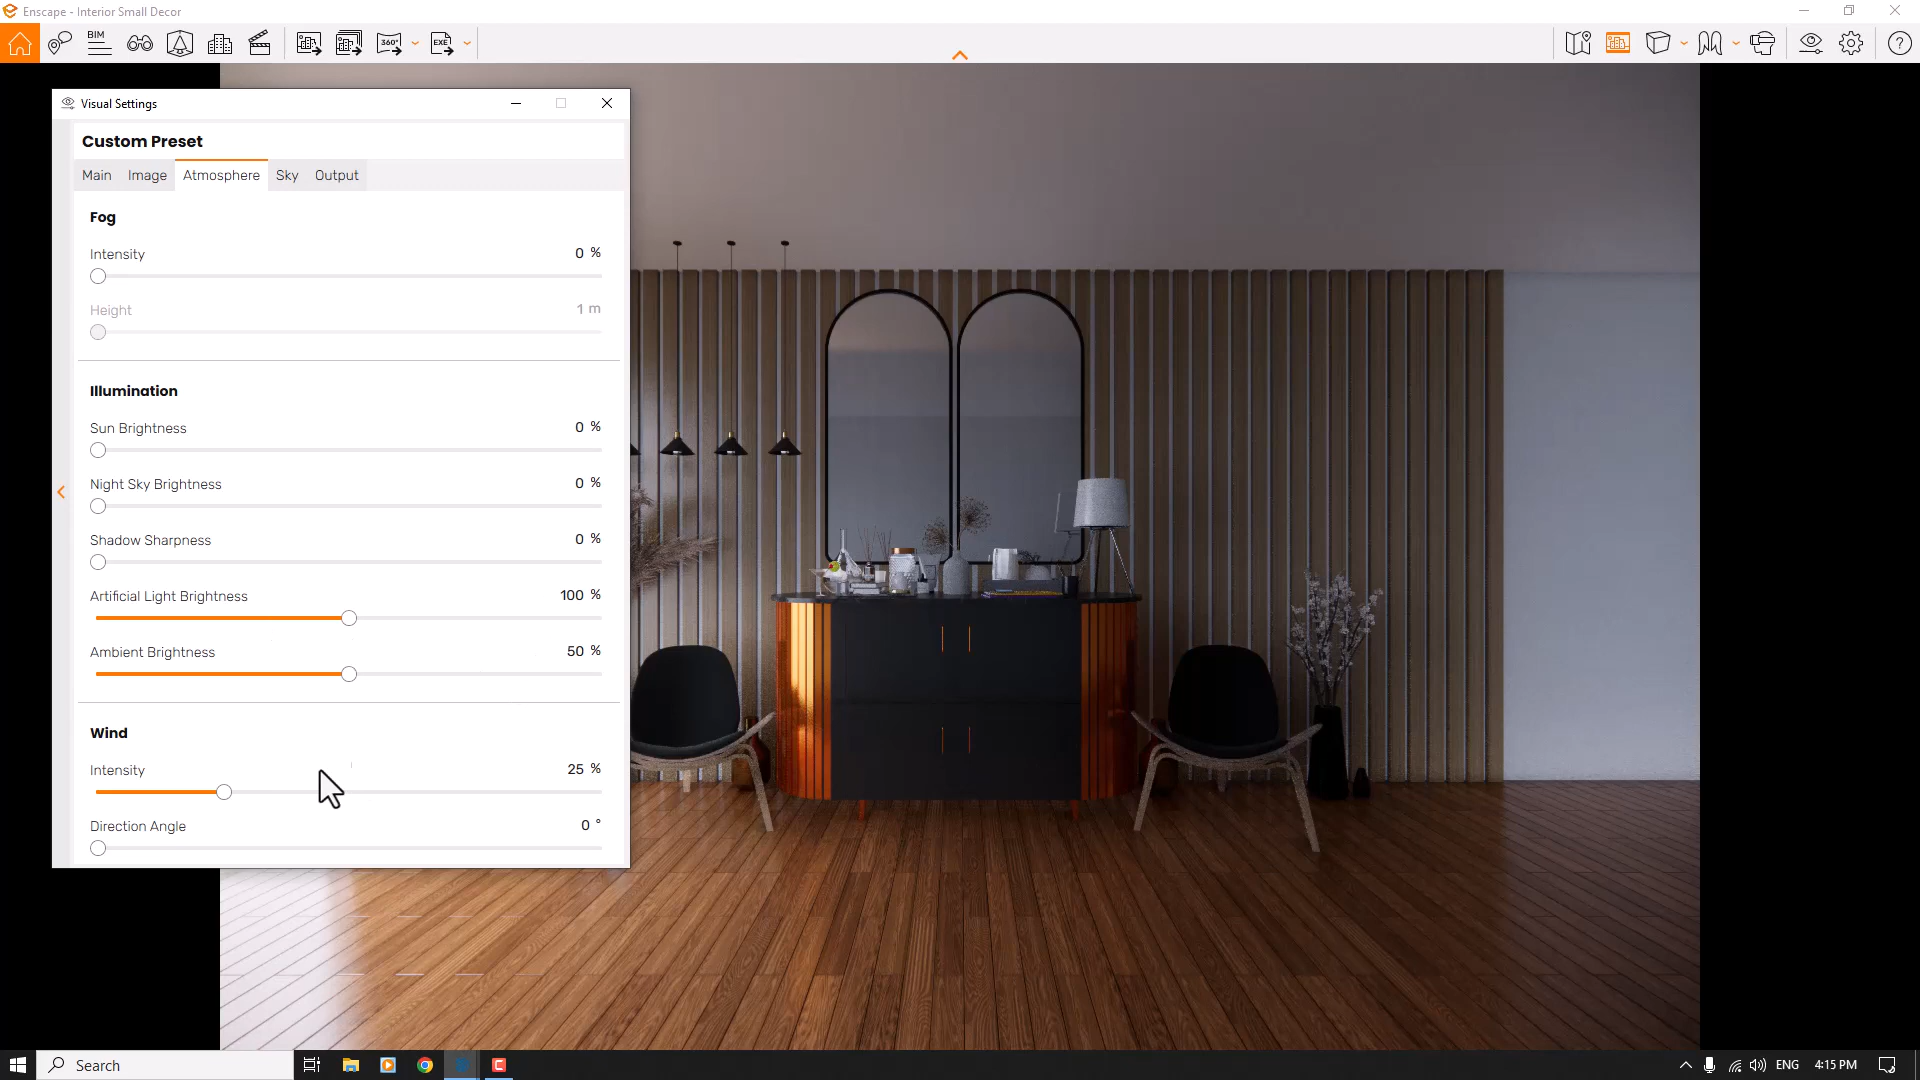 Enscape - Interior Small Decor
BIM
360°
EXE
Visual Settings
Custom Preset
Main Image Atmosphere Sky Output
Fog
Intensity 0 %
Height 1 m
Illumination
Sun Brightness 0 %
Night Sky Brightness 0 %
Shadow Sharpness 0 %
Artificial Light Brightness 100 %
Ambient Brightness 50 %
Wind
Intensity 25 %
Direction Angle 0 °
Search
ENG
4:15 PM